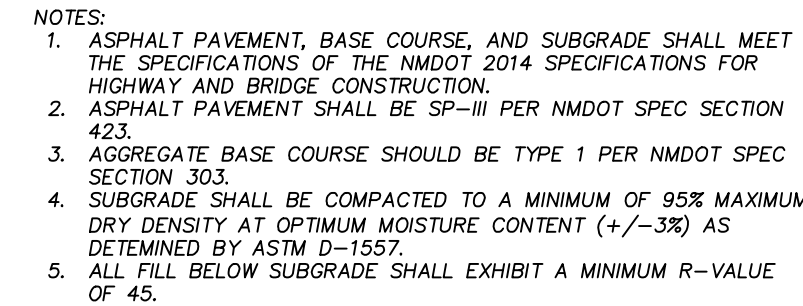 NOTES:
1. ASPHALT PAVEMENT, BASE COURSE, AND SUBGRADE SHALL MEET
THE SPECIFICATIONS OF THE NMDOT 2014 SPECIFICATIONS FOR
HIGHWAY AND BRIDGE CONSTRUCTION.
2. ASPHALT PAVEMENT SHALL BE SP-III PER NMDOT SPEC SECTION
423.
3. AGGREGATE BASE COURSE SHOULD BE TYPE 1 PER NMDOT SPEC
SECTION 303.
4. SUBGRADE SHALL BE COMPACTED TO A MINIMUM OF 95% MAXIMUM
DRY DENSITY AT OPTIMUM MOISTURE CONTENT (+/-3%) AS
DETEMINED BY ASTM D-1557.
5. ALL FILL BELOW SUBGRADE SHALL EXHIBIT A MINIMUM R-VALUE
OF 45.